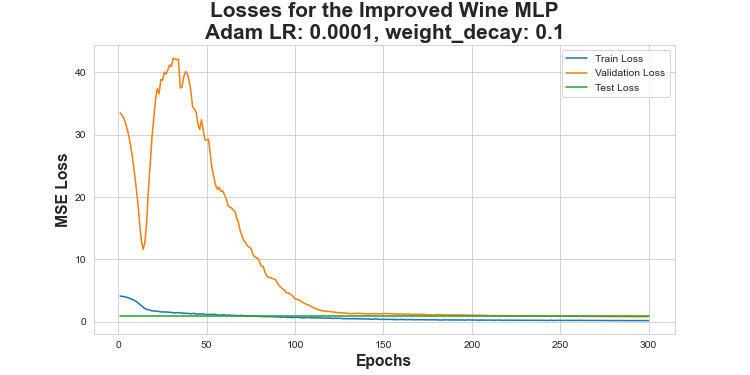 Losses for the Improved Wine MLP
Adam LR: 0.0001, weight_decay: 0.1
Train Loss
Validation Loss
Test Loss
MSE Loss
40
30
20
10
0
0
50
100
150
200
250
300
Epochs